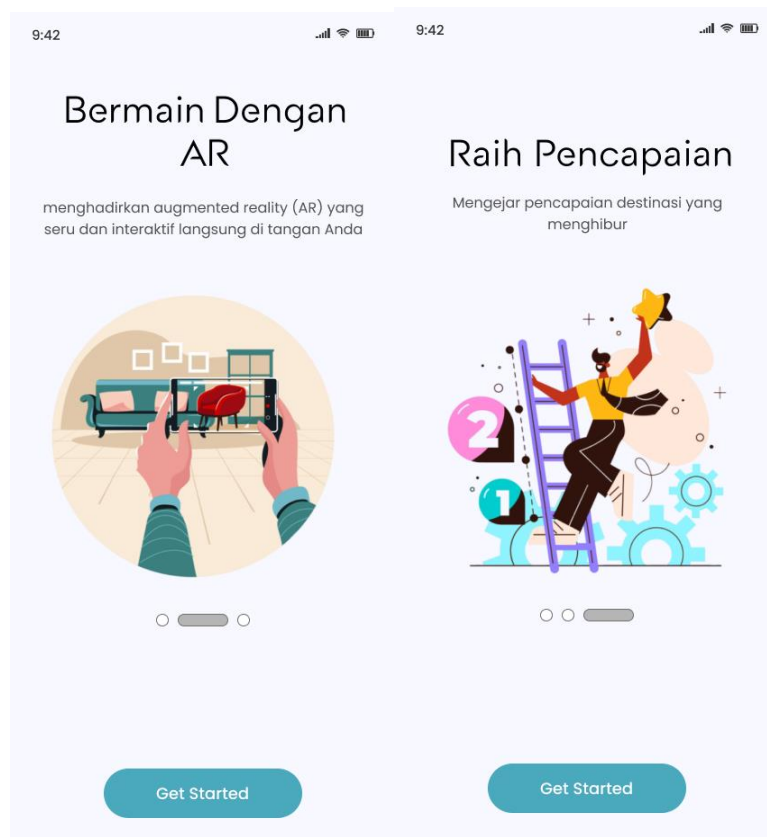 9:42
Bermain Dengan
AR
menghadirkan augmented reality (AR) yang
seru dan interaktif langsung di tangan Anda
Get Started
9:42
Raih Pencapaian
Mengejar pencapaian destinasi yang
menghibur
2
1
Get Started